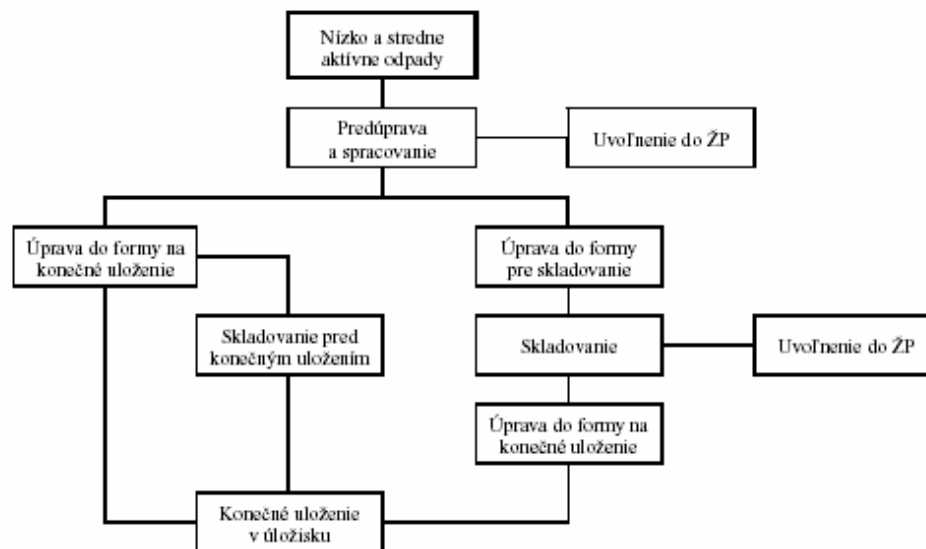 Nízko a stredne
aktívne odpady
Predúprava
a spracovanie
Uvoľnenie do ŽP
Úprava do formy na
konečné uloženie
Úprava do formy
pre skladovanie
Skladovanie pred
konečným uložením
Skladovanie
Uvoľnenie do ŽP
Úprava do formy na
konečné uloženie
Konečné uloženie
v úložisku